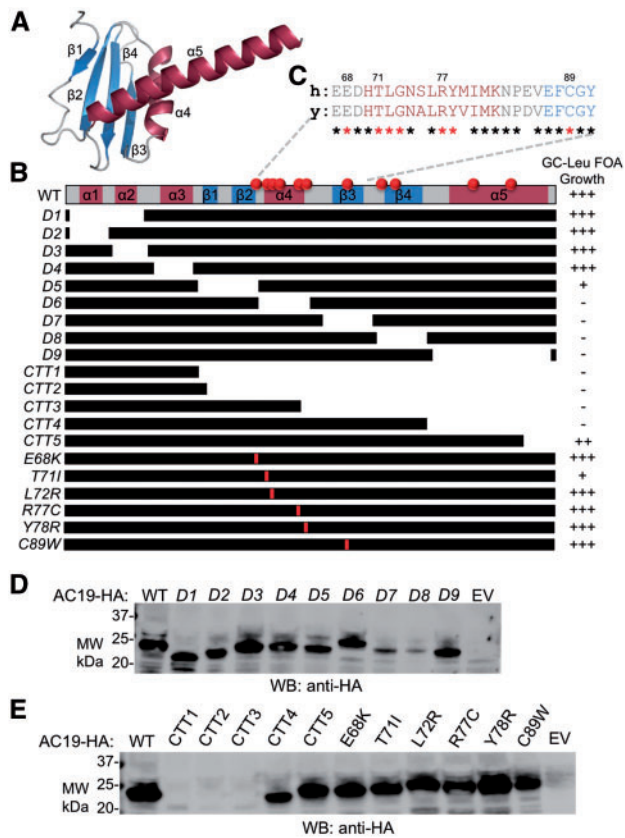 A
β1
β4
α5
β2
α4
β3
C
68 71 77 89
h: EEDHTLGNSLRYMIMKNPEVEFCGY
y: EEDHTLGNALRYVIMKNPDVEFCGY
★★★★★★★ ★★ ★★★★★ ★★★★★★
B
GC-Leu FOA
Growth
WT α1 α2 α3 β1 β2 α4 β3 β4 α5 +++
D1 +++
D2 +++
D3 +++
D4 +++
D5 +
D6 -
D7 -
D8 -
D9 -
CTT1 -
CTT2 -
CTT3 -
CTT4 -
CTT5 ++
E68K +++
T71I +
L72R +++
R77C +++
Y78R +++
C89W +++
D
AC19-HA: WT D1 D2 D3 D4 D5 D6 D7 D8 D9 EV
37-
MW 25-
kDa 20-
WB: anti-HA
E
AC19-HA: WT CTT1 CTT2 CTT3 CTT4 CTT5 E68K T71I L72R R77C Y78R C89W EV
37-
MW 25-
kDa 20-
WB: anti-HA